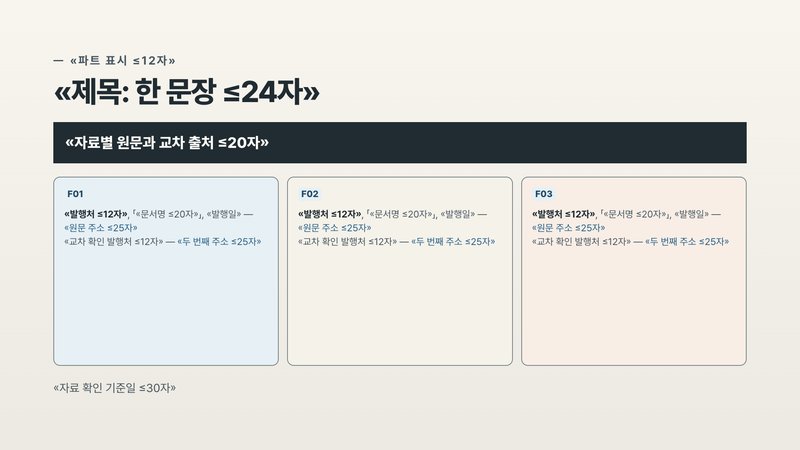 — «파트 표시 ≤12자»
«제목: 한 문장 ≤24자»
«자료별 원문과 교차 출처 ≤20자»
F01
«발행처 ≤12자», 「«문서명 ≤20자»」, «발행일» —
«원문 주소 ≤25자»
«교차 확인 발행처 ≤12자» — «두 번째 주소 ≤25자»
F02
«발행처 ≤12자», 「«문서명 ≤20자»」, «발행일» —
«원문 주소 ≤25자»
«교차 확인 발행처 ≤12자» — «두 번째 주소 ≤25자»
F03
«발행처 ≤12자», 「«문서명 ≤20자»」, «발행일» —
«원문 주소 ≤25자»
«교차 확인 발행처 ≤12자» — «두 번째 주소 ≤25자»
«자료 확인 기준일 ≤30자»